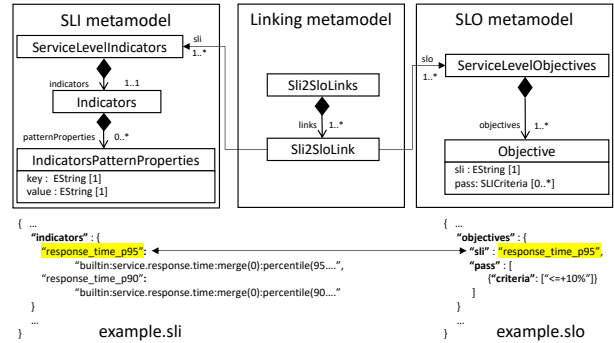 SLI metamodel
ServiceLevelIndicators
indicators
1..1
Indicators
patternProperties
0..*
IndicatorsPatternProperties
key : EString [1]
value : EString [1]
sli
1..*
Linking metamodel
Sli2SloLinks
links
1..*
Sli2SloLink
slo
1..*
SLO metamodel
ServiceLevelObjectives
objectives
1..*
Objective
sli : EString [1]
pass: SLICriteria [0..*]
{ ...
“indicators” : {
“response_time_p95”:
“builtin:service.response.time:merge(0):percentile(95....”,
“response_time_p90”:
“builtin:service.response.time:merge(0):percentile(90....”
}
...
}
example.sli
{ ...
“objectives” : {
“sli” : “response_time_p95”,
“pass” : [
{“criteria”: [“<=+10%”]}
]
}
...
}
example.slo